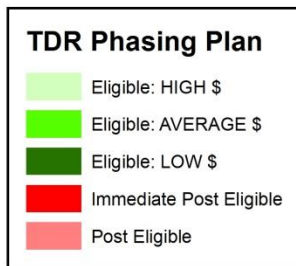 TDR Phasing Plan
Eligible: HIGH $
Eligible: AVERAGE $
Eligible: LOW $
Immediate Post Eligible
Post Eligible